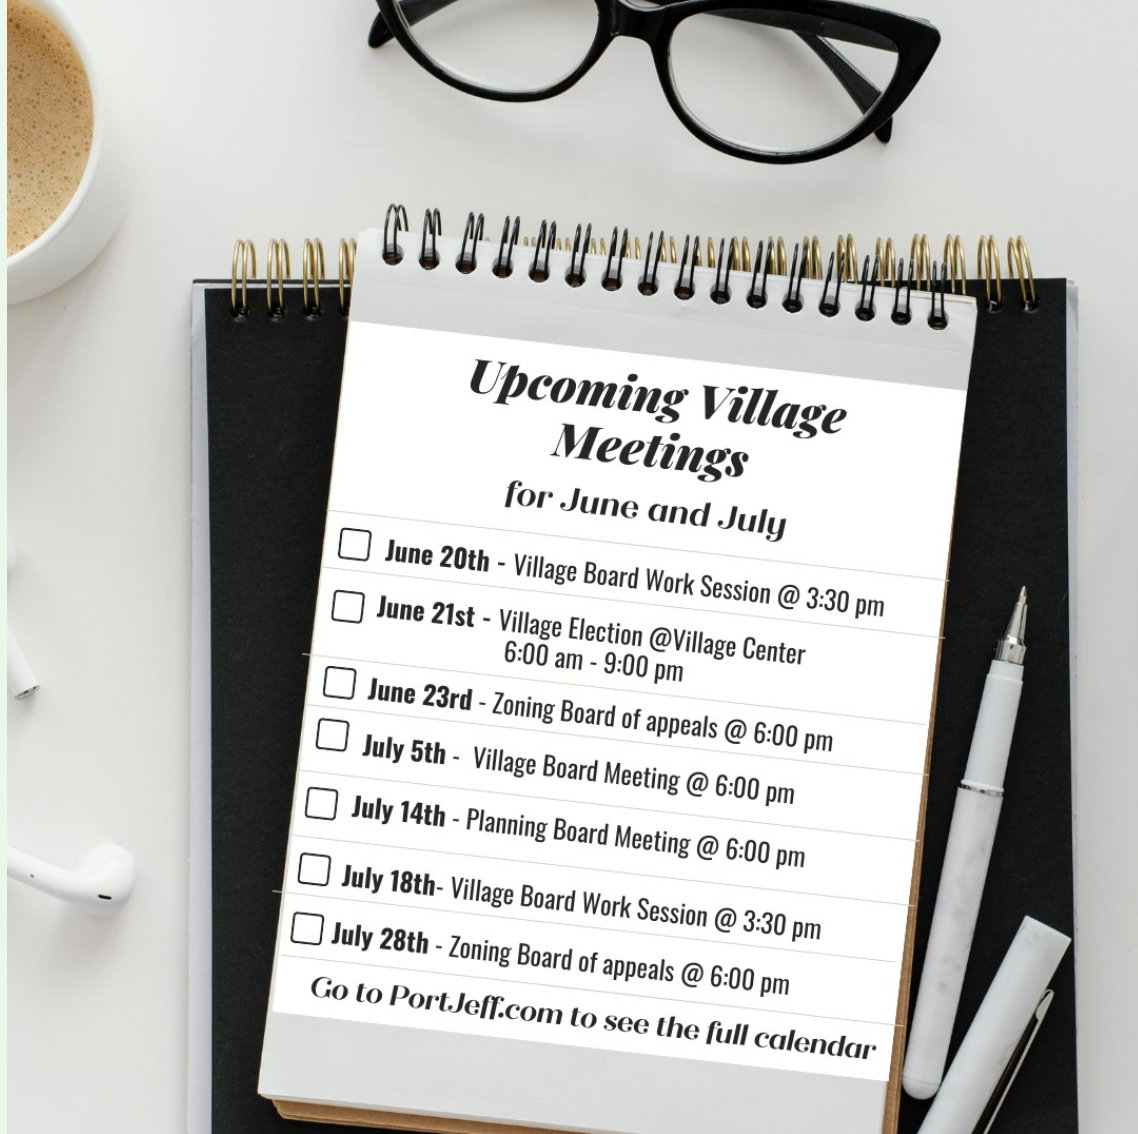 Upcoming Village
Meetings
for June and July
June 20th - Village Board Work Session @ 3:30 pm
June 21st - Village Election @Village Center
6:00 am - 9:00 pm
June 23rd - Zoning Board of appeals @ 6:00 pm
July 5th - Village Board Meeting @ 6:00 pm
July 14th - Planning Board Meeting @ 6:00 pm
July 18th- Village Board Work Session @ 3:30 pm
July 28th - Zoning Board of appeals @ 6:00 pm
Go to PortJeff.com to see the full calendar